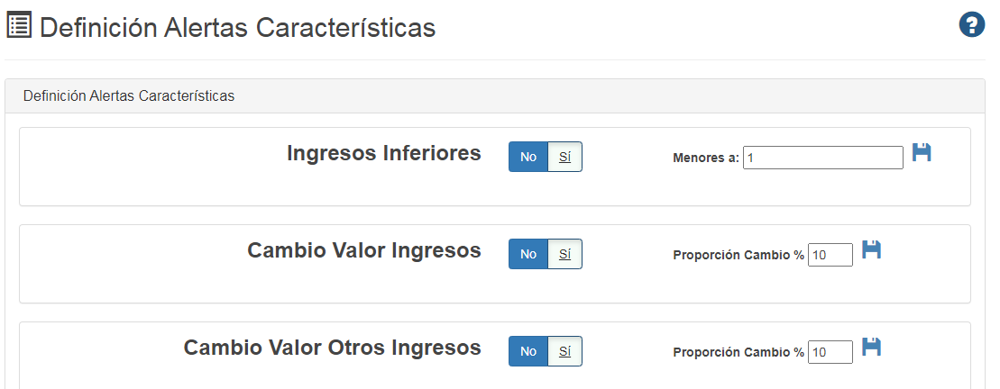 Definición Alertas Características
?
Definición Alertas Características
Ingresos Inferiores No Sí Menores a: 1
Cambio Valor Ingresos No Sí Proporción Cambio % 10
Cambio Valor Otros Ingresos No Sí Proporción Cambio % 10